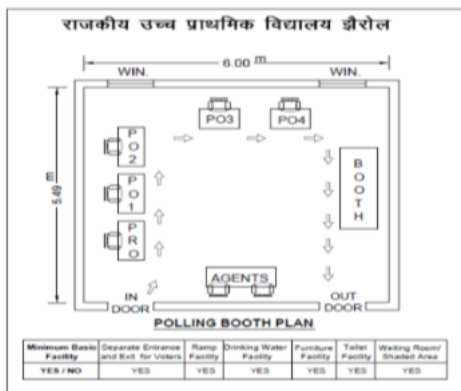 राजकीय उच्च प्राथमिक विद्यालय झैरोल
6.00 m
WIN. WIN.
PO3 PO4
PO2
BOOTH
5.49 m
PO1
PRO
AGENTS
IN DOOR
OUT DOOR
POLLING BOOTH PLAN
Minimum Basic Facility Separate Entrance and Exit for Voters Ramp Facility Drinking Water Facility Furniture Facility Toilet Facility Waiting Room/ Shaded Area
YES / NO YES YES YES YES YES YES